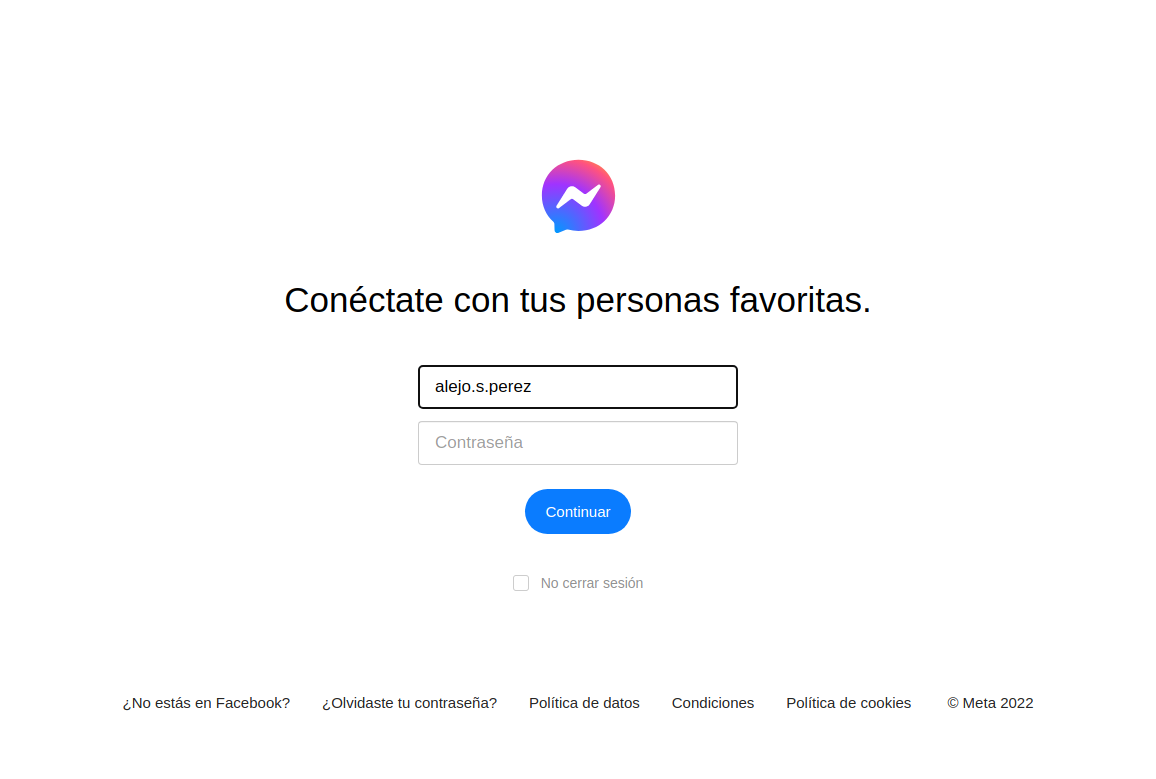 Conéctate con tus personas favoritas.
alejo.s.perez
Contraseña
Continuar
No cerrar sesión
¿No estás en Facebook? ¿Olvidaste tu contraseña? Política de datos Condiciones Política de cookies © Meta 2022